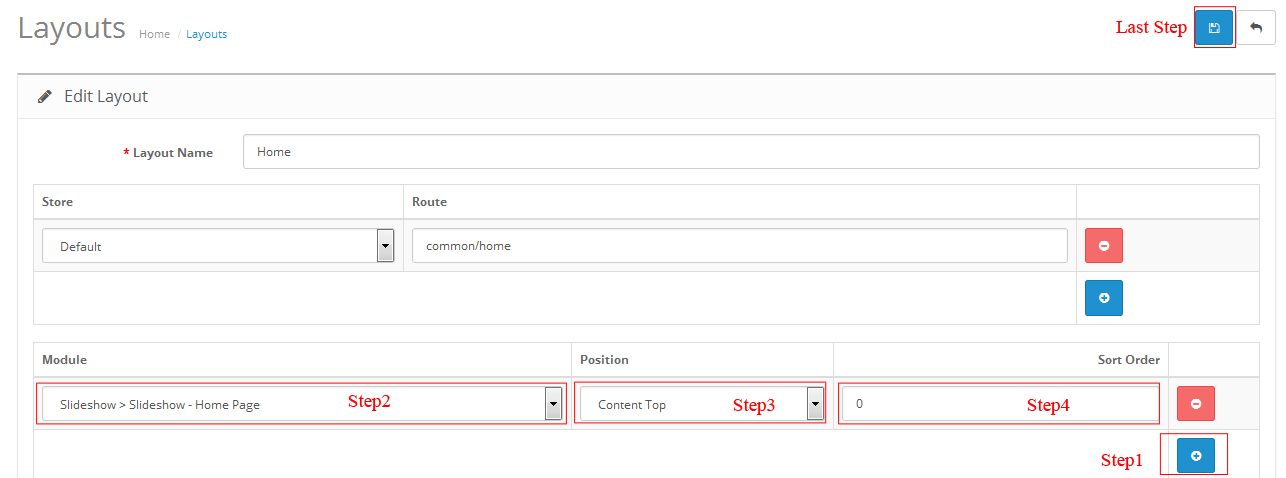 Layouts Home / Layouts Last Step
Edit Layout
* Layout Name Home
Store Route
Default common/home
Module Position Sort Order
Slideshow > Slideshow - Home Page Step2 Content Top Step3 0 Step4
Step1